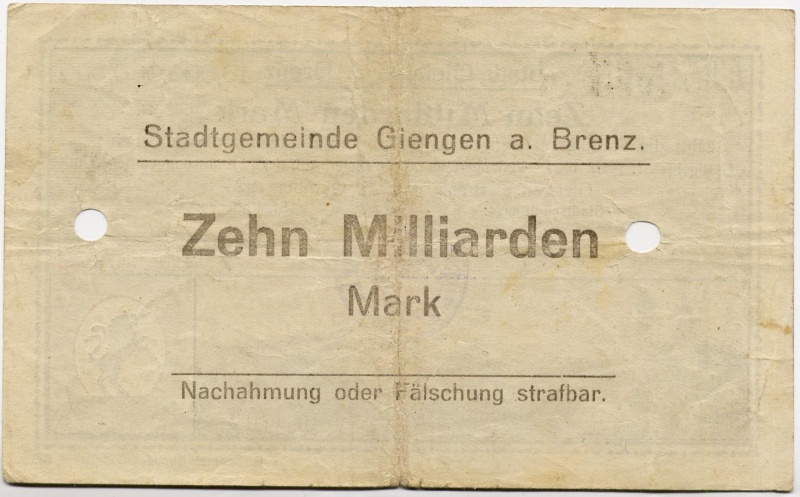 Stadtgemeinde Giengen a. Brenz.
Zehn Milliarden
Mark
Nachahmung oder Fälschung strafbar.